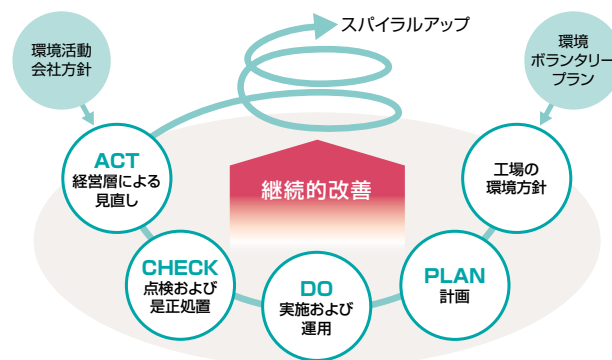 スパイラルアップ
環境活動
会社方針
環境
ボランタリー
プラン
ACT
経営層による
見直し
継続的改善
工場の
環境方針
CHECK
点検および
是正処置
DO
実施および
運用
PLAN
計画